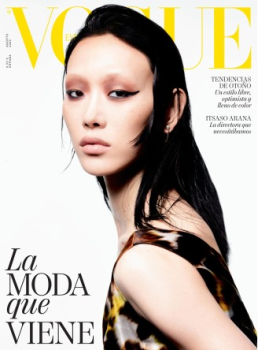 VOGUE
TENDENCIAS
DE OTOÑO
Un estilo libre,
optimista y
lleno de color
ITSASO ARANA
La directora que
necesitábamos
La
MODA
que
VIENE